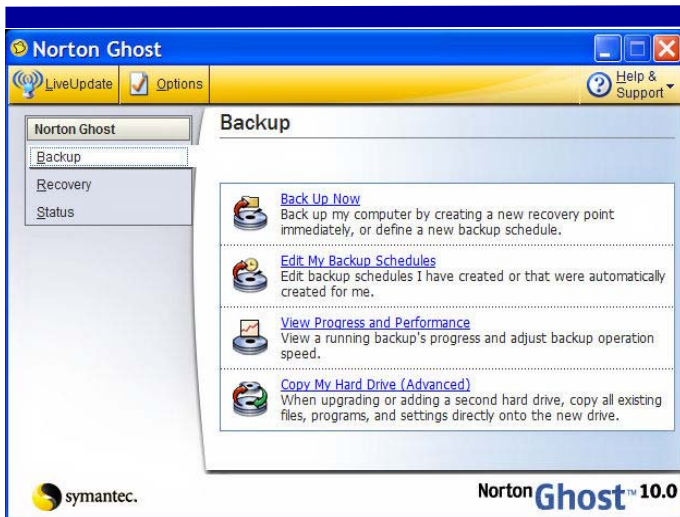 Norton Ghost
LiveUpdate
Options
Help &
Support
Norton Ghost
Backup
Recovery
Status
Backup
Back Up Now
Back up my computer by creating a new recovery point
immediately, or define a new backup schedule.
Edit My Backup Schedules
Edit backup schedules I have created or that were automatically
created for me.
View Progress and Performance
View a running backup's progress and adjust backup operation
speed.
Copy My Hard Drive (Advanced)
When upgrading or adding a second hard drive, copy all existing
files, programs, and settings directly onto the new drive.
symantec.
Norton Ghost™ 10.0